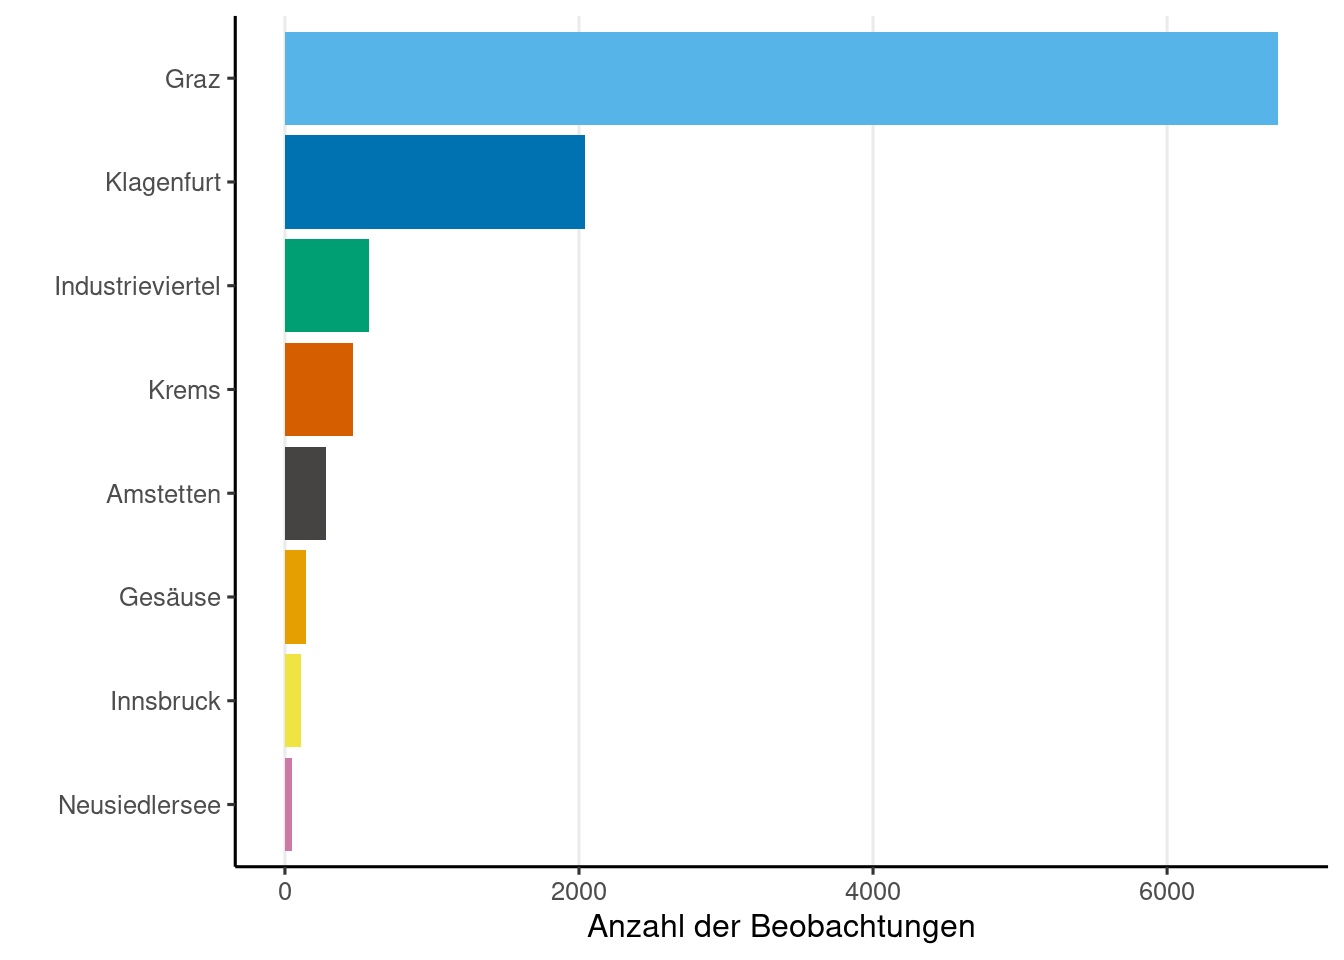 Graz
Klagenfurt
Industrieviertel
Krems
Amstetten
Gesäuse
Innsbruck
Neusiedlersee
0 2000 4000 6000
Anzahl der Beobachtungen